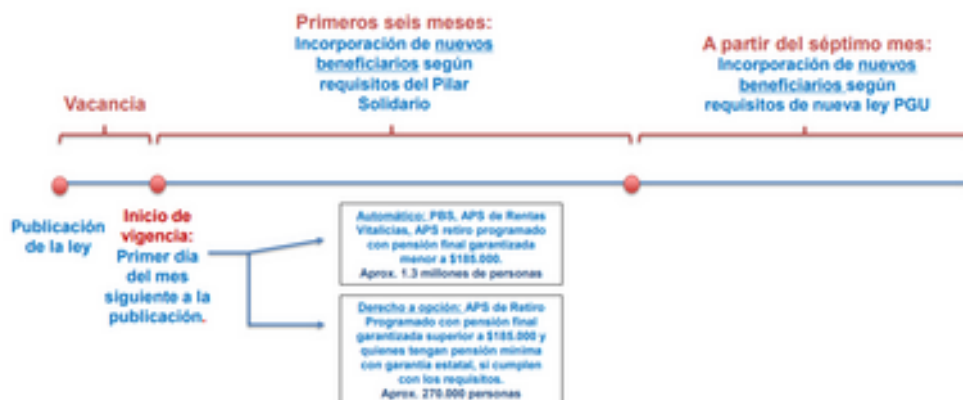 Primeros seis meses:
Incorporación de nuevos
beneficiarios según
requisitos del Pilar
Solidario
A partir del séptimo mes:
Incorporación de nuevos
beneficiarios según
requisitos de nueva ley PGU
Vacancia
Publicación
de la ley
Inicio de
vigencia:
Primer día
del mes
siguiente a la
publicación.
Automático: PBS, APS de Rentas
Vitalicias, APS retiro programado
con pensión final garantizada
menor a $185.000.
Aprox. 1.3 millones de personas
Derecho a opción: APS de Retiro
Programado con pensión final
garantizada superior a $185.000 y
quienes tengan pensión mínima
con garantía estatal, si cumplen
con los requisitos.
Aprox. 270.000 personas